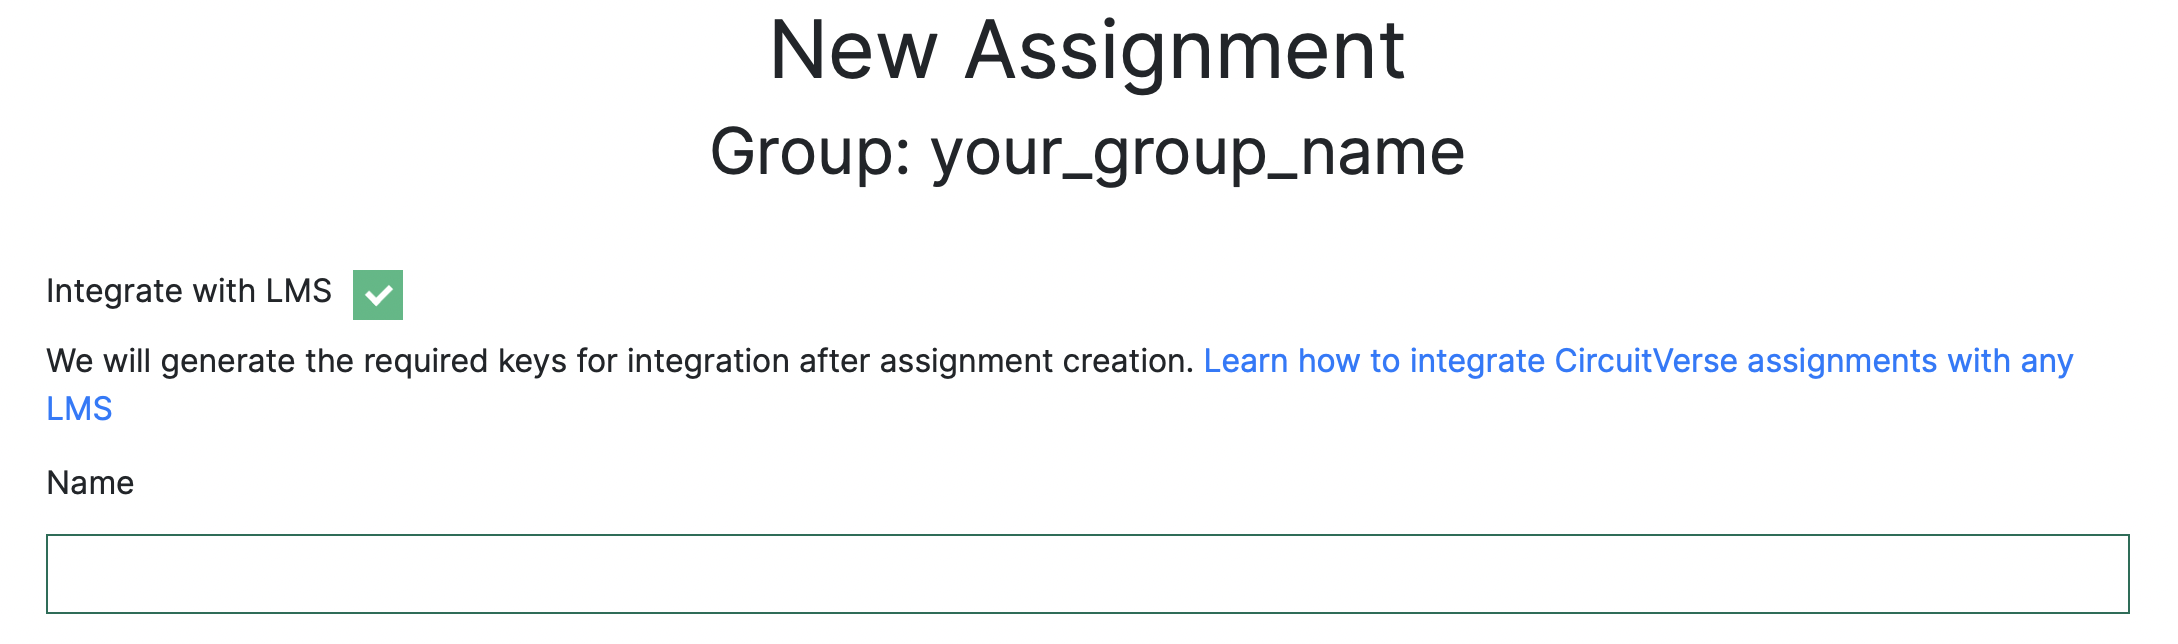 New Assignment
Group: your_group_name
Integrate with LMS
We will generate the required keys for integration after assignment creation. Learn how to integrate CircuitVerse assignments with any
LMS
Name